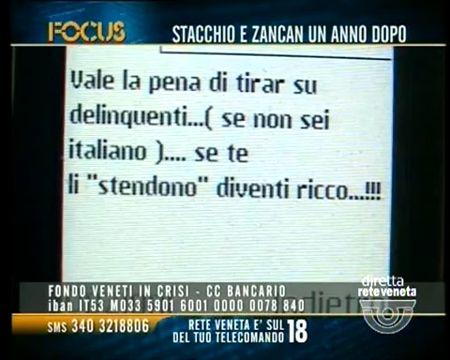 FOCUS
STACCHIO E ZANCAN UN ANNO DOPO
Vale la pena di tirar su
delinquenti...( se non sei
italiano ).... se te
li "stendono" diventi ricco...!!!
diretta
reteveneta
FONDO VENETI IN CRISI - CC BANCARIO
iban IT53 M033 5901 6001 0000 0078 840
SMS 340 3218806
RETE VENETA E' SUL
DEL TUO TELECOMANDO 18